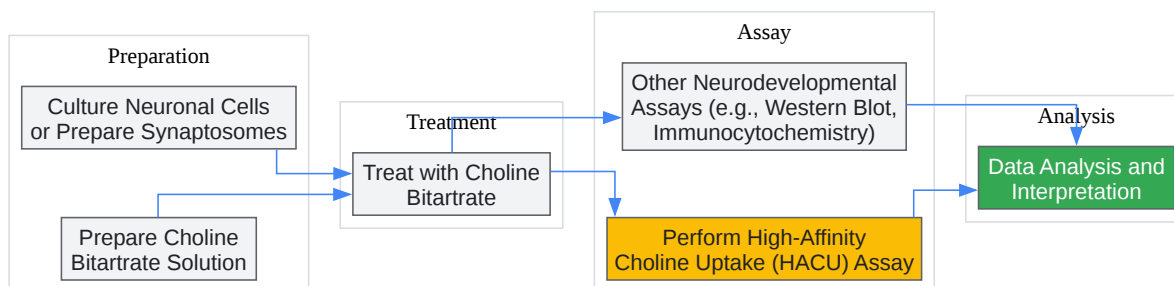 Preparation
Culture Neuronal Cells
or Prepare Synaptosomes
Prepare Choline
Bitartrate Solution
Treatment
Treat with Choline
Bitartrate
Assay
Other Neurodevelopmental
Assays (e.g., Western Blot,
Immunocytochemistry)
Perform High-Affinity
Choline Uptake (HACU) Assay
Analysis
Data Analysis and
Interpretation